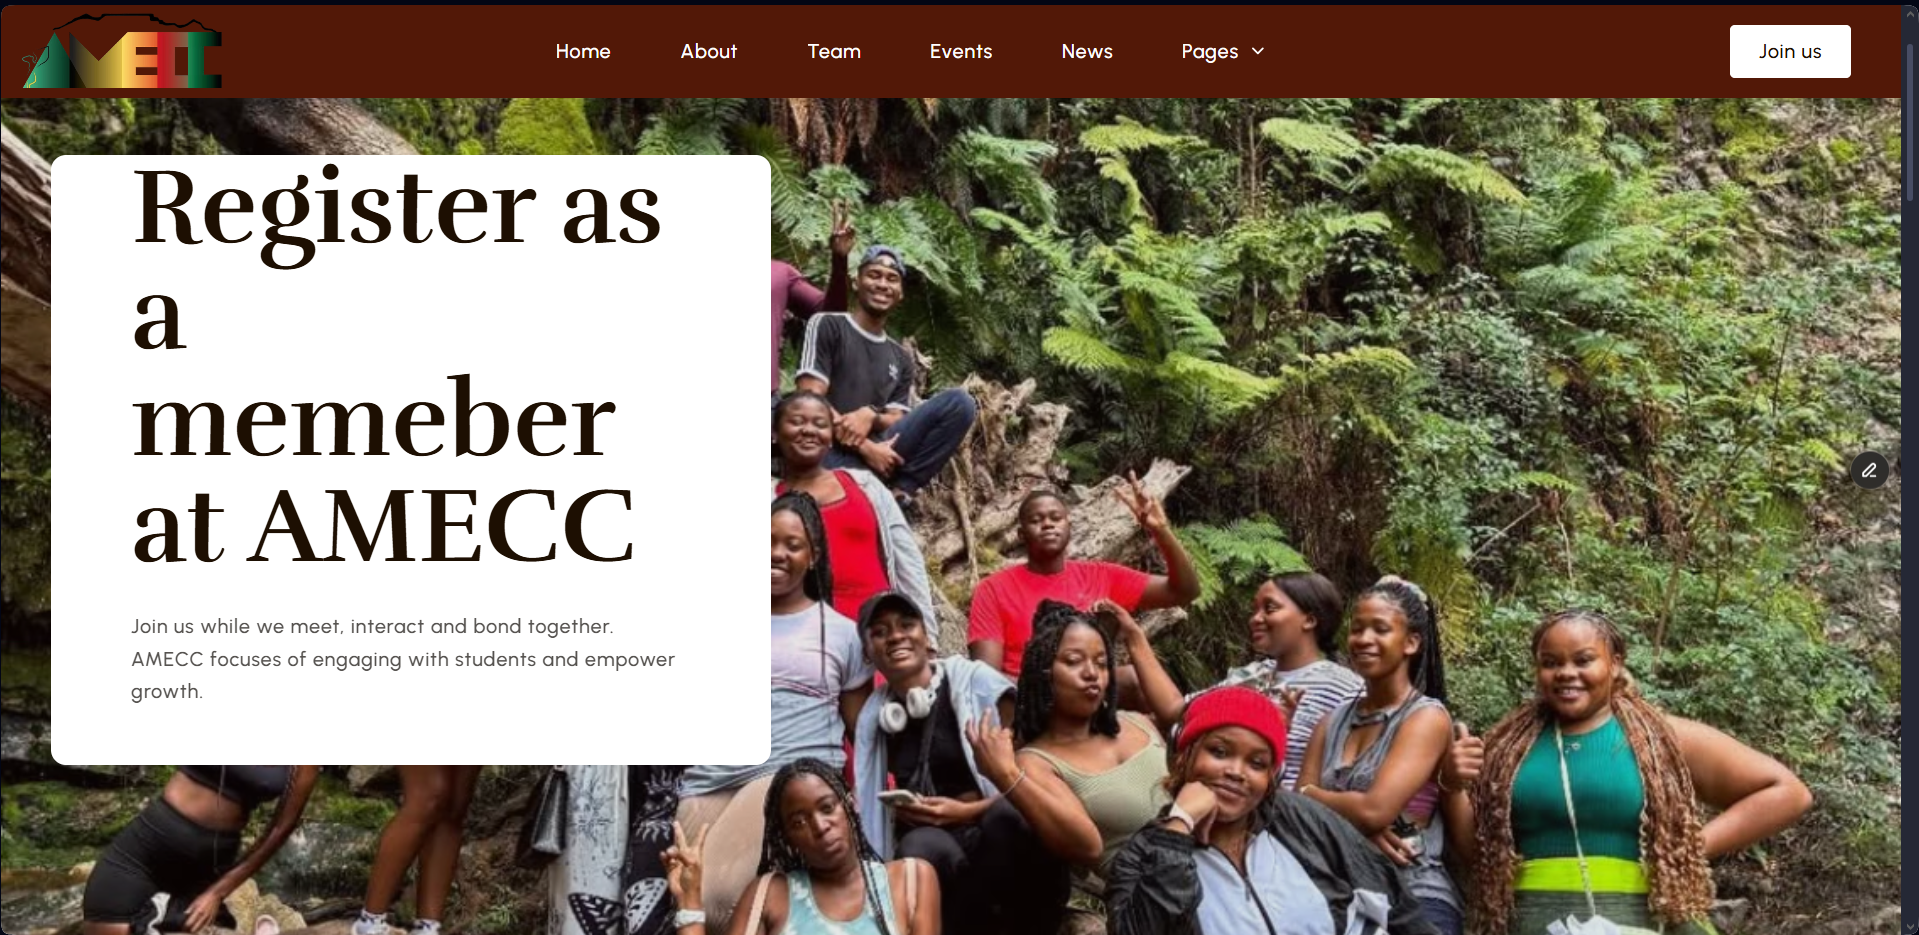 AMECC
Home About Team Events News Pages Join us
Register as
a
memeber
at AMECC
Join us while we meet, interact and bond together.
AMECC focuses of engaging with students and empower
growth.